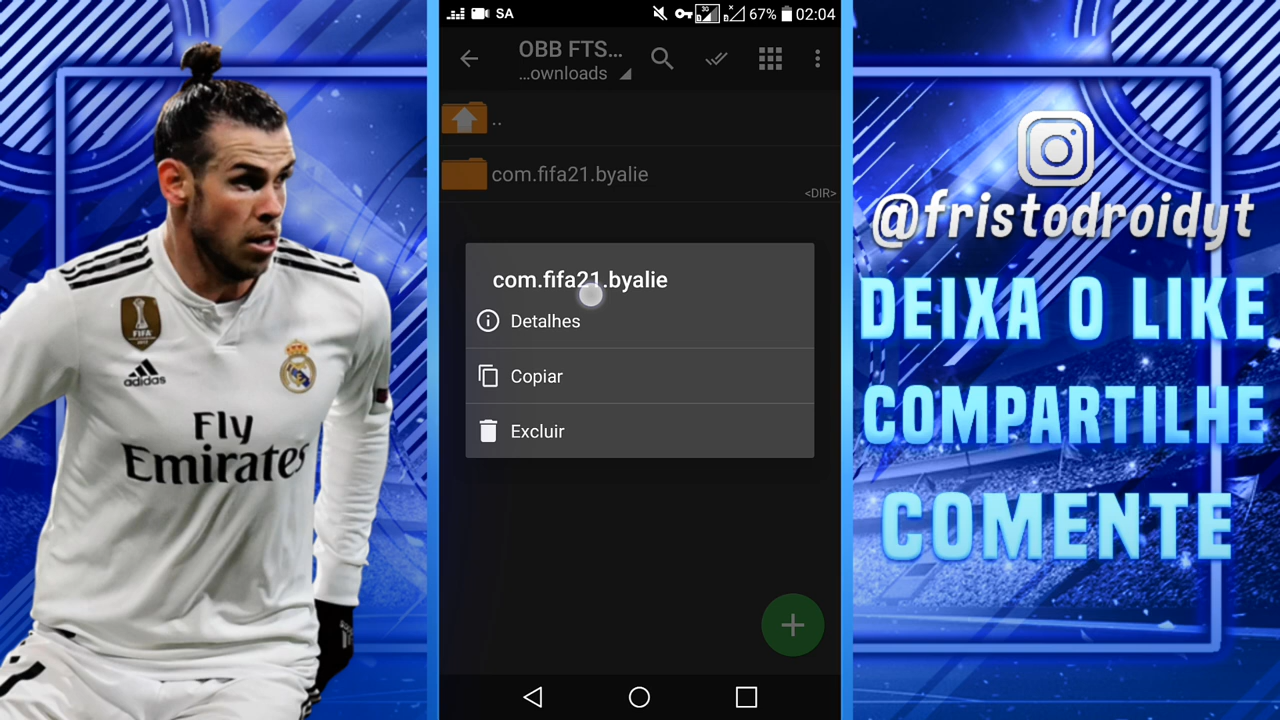 FIFA
adidas
Fly
Emirates
SA
3G
67%
02:04
OBB FTS...
...ownloads
..
com.fifa21.byalie
<DIR>
com.fifa21.byalie
Detalhes
Copiar
Excluir
@fristodroidyt
DEIXA O LIKE
COMPARTILHE
COMENTE